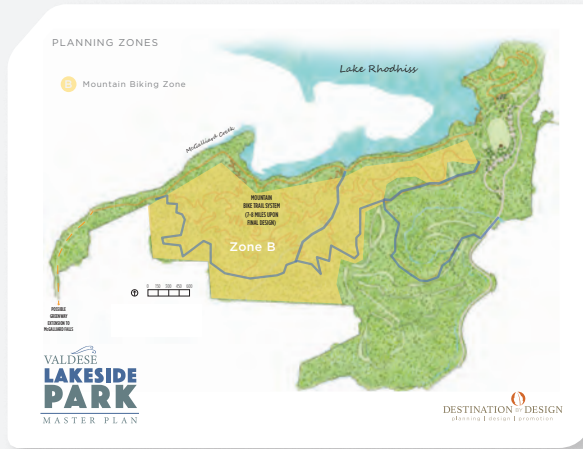 PLANNING ZONES
B Mountain Biking Zone
Lake Rhodhiss
McGalliard Creek
MOUNTAIN
BIKE TRAIL SYSTEM
(7-8 MILES UPON
FINAL DESIGN)
Zone B
POSSIBLE
GREENWAY
EXTENSION TO
McGALLIARD FALLS
VALDESE
LAKESIDE
PARK
MASTER PLAN
DESTINATION BY DESIGN
planning | design | promotion